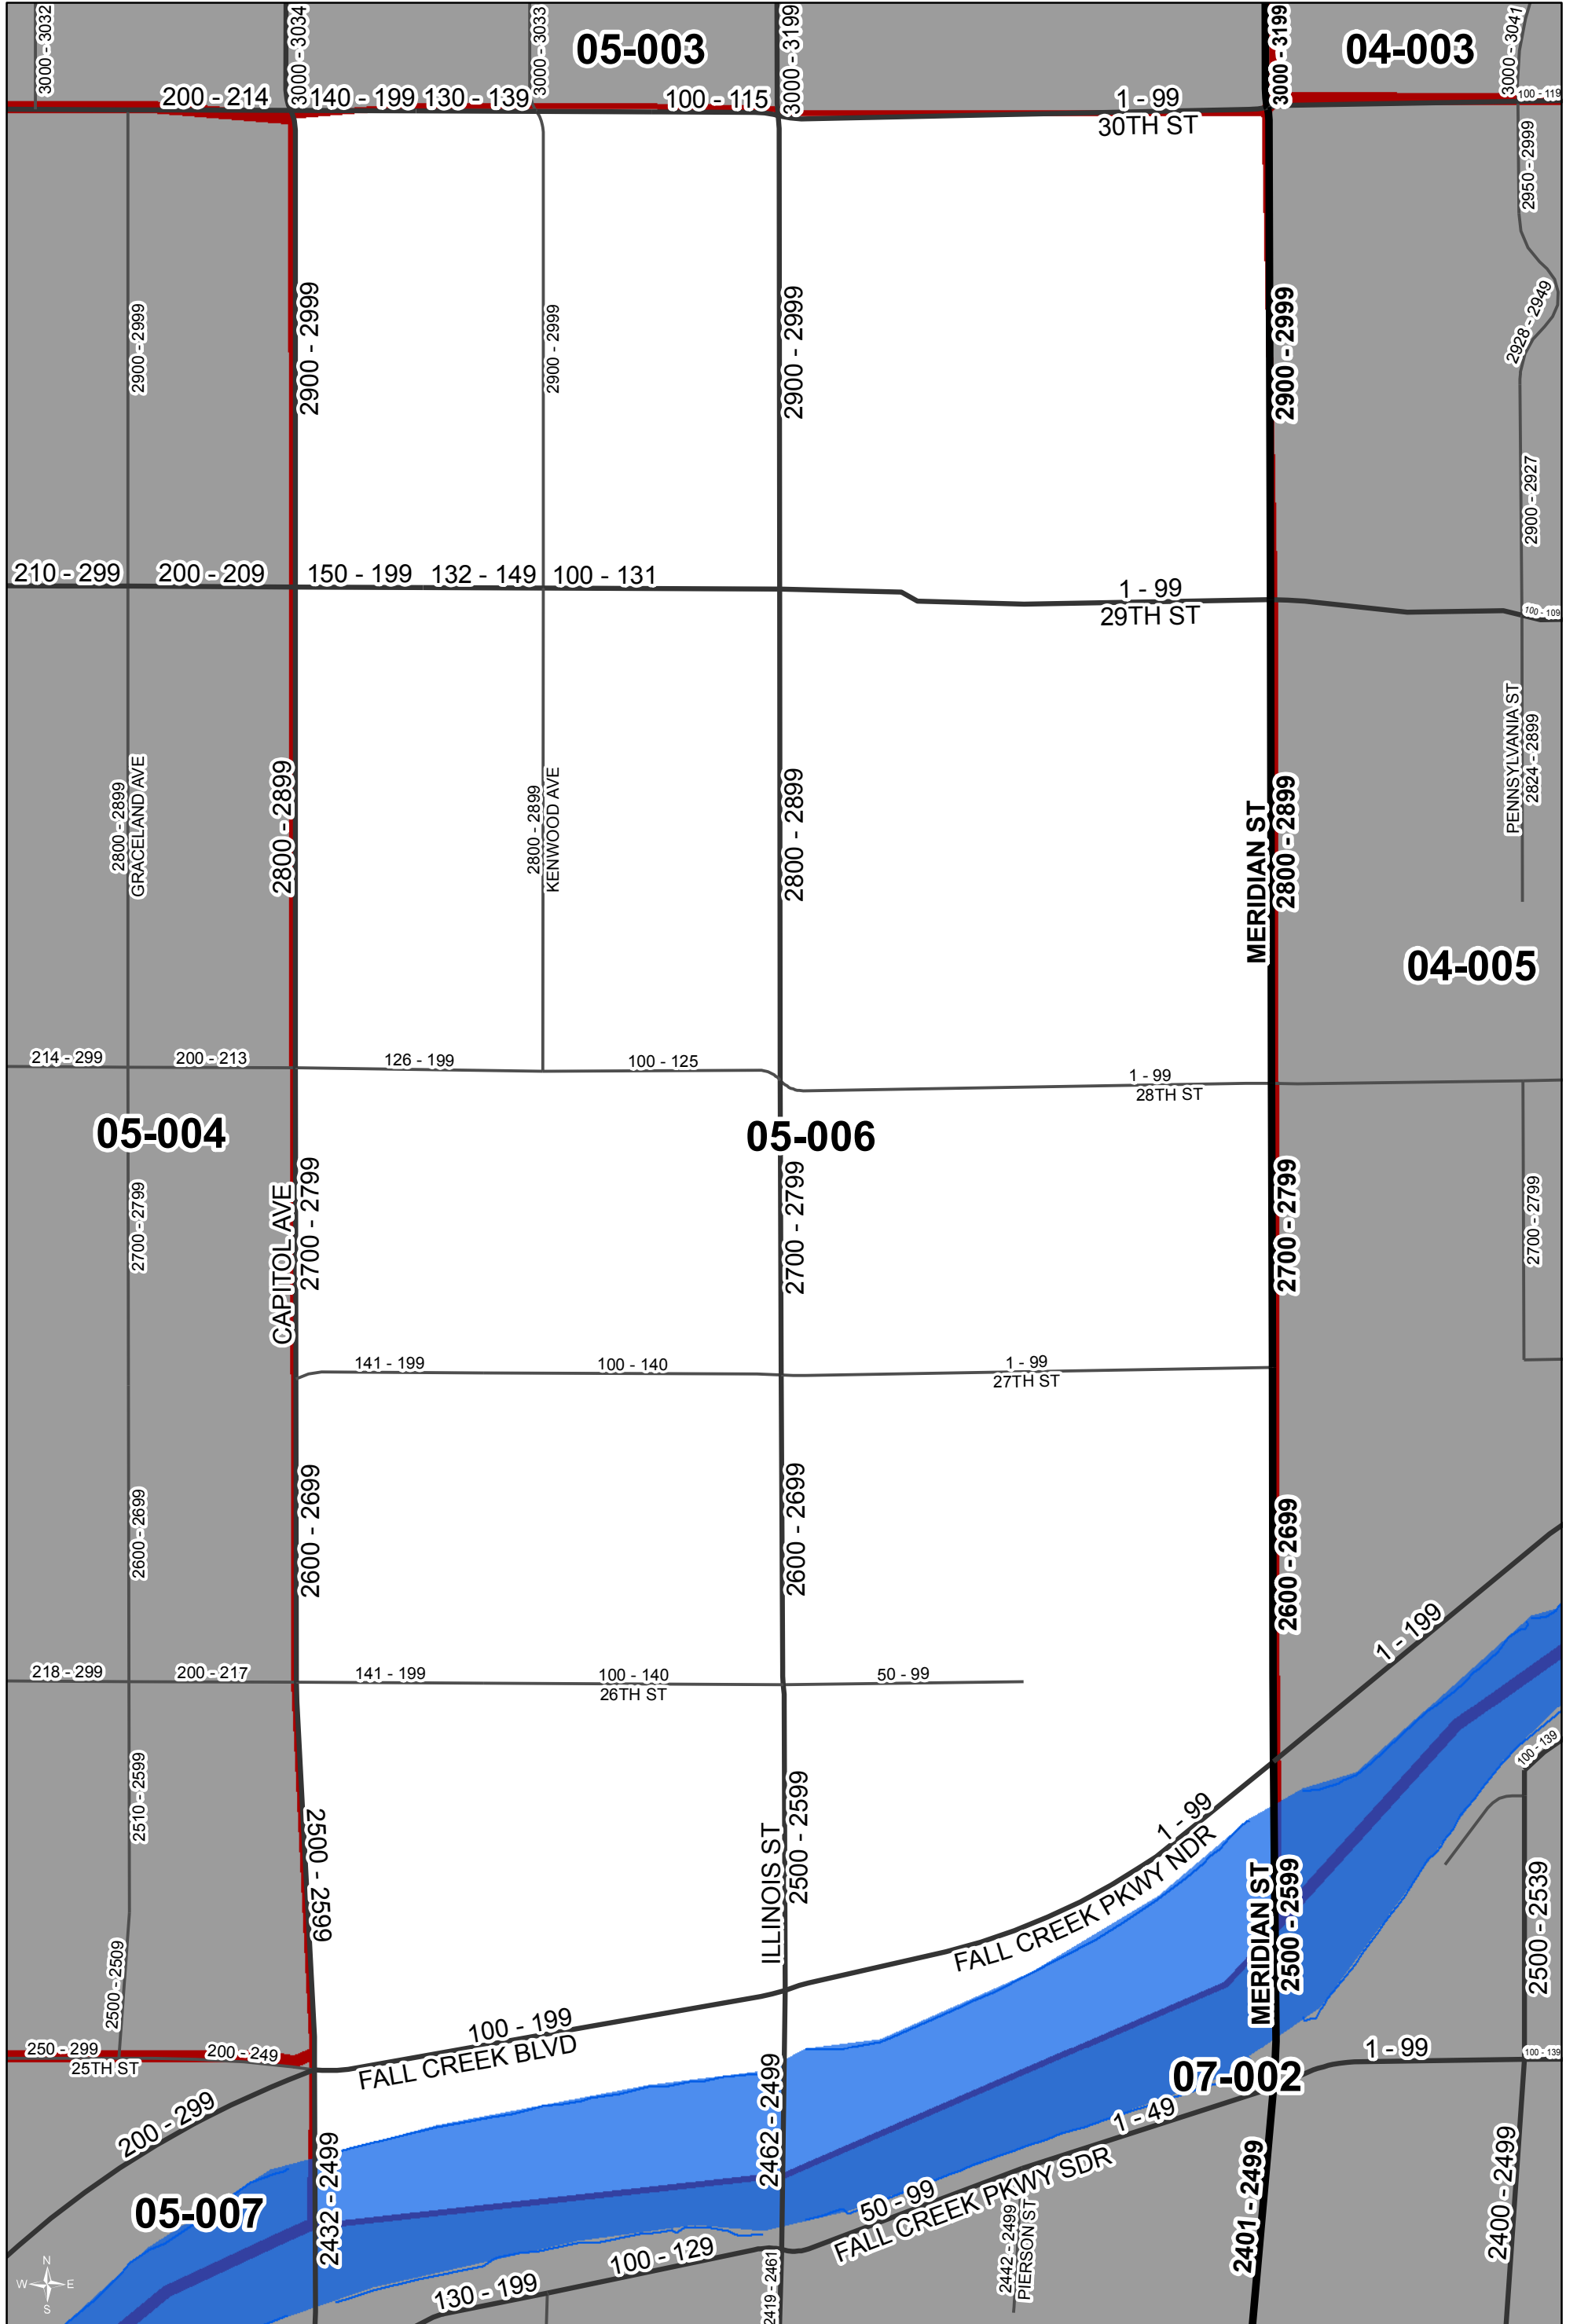 3000 - 3032
3000 - 3034
3000 - 3033
05-003
3000 - 3199
3000 - 3199
04-003
3000 - 3041
200 - 214
140 - 199
130 - 139
100 - 115
1 - 99
30TH ST
100 - 119
2950 - 2999
2900 - 2999
2900 - 2999
2900 - 2999
2900 - 2999
2900 - 2999
2928 - 2949
2900 - 2927
210 - 299
200 - 209
150 - 199
132 - 149
100 - 131
1 - 99
29TH ST
100 - 109
2800 - 2899
GRACELAND AVE
2800 - 2899
2800 - 2899
KENWOOD AVE
2800 - 2899
MERIDIAN ST
2800 - 2899
PENNSYLVANIA ST
2824 - 2899
04-005
214 - 299
200 - 213
126 - 199
100 - 125
1 - 99
28TH ST
05-004
05-006
2700 - 2799
CAPITOL AVE
2700 - 2799
2700 - 2799
2700 - 2799
2700 - 2799
141 - 199
100 - 140
1 - 99
27TH ST
2600 - 2699
2600 - 2699
2600 - 2699
2600 - 2699
1 - 199
218 - 299
200 - 217
141 - 199
100 - 140
26TH ST
50 - 99
2510 - 2599
2500 - 2599
ILLINOIS ST
2500 - 2599
1 - 99
FALL CREEK PKWY NDR
MERIDIAN ST
2500 - 2599
100 - 139
2500 - 2539
2500 - 2509
250 - 299
25TH ST
200 - 249
100 - 199
FALL CREEK BLVD
1 - 99
100 - 139
07-002
200 - 299
2432 - 2499
2462 - 2499
1 - 49
50 - 99
FALL CREEK PKWY SDR
05-007
2401 - 2499
2400 - 2499
2442 - 2499
PIERSON ST
100 - 129
130 - 199
2419 - 2461
N
W
E
S